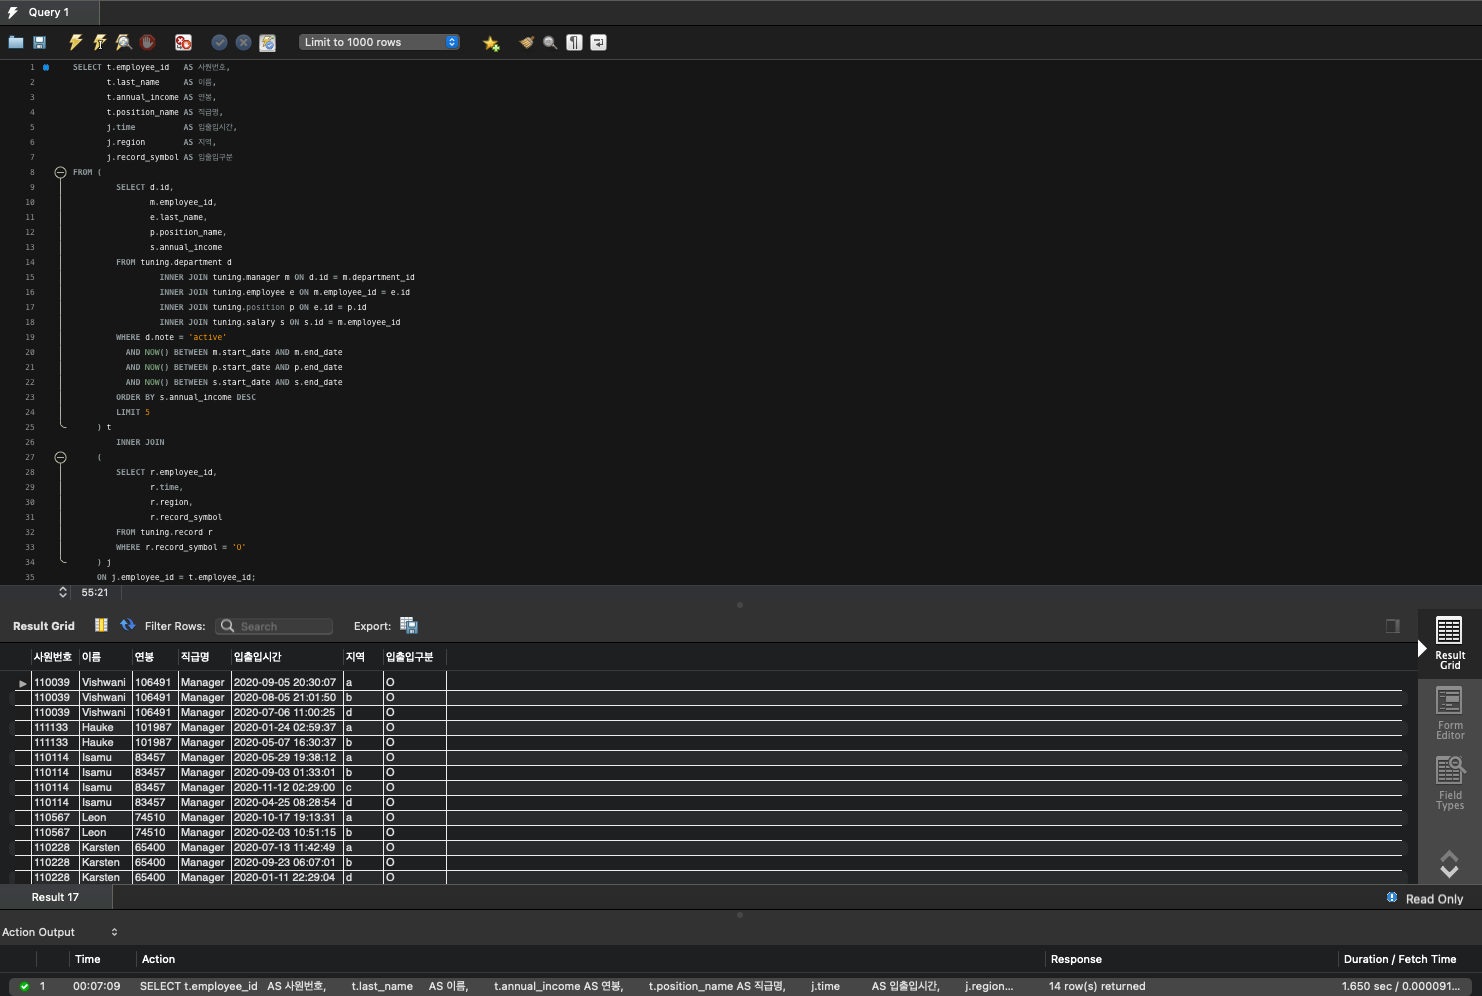 Query 1
Limit to 1000 rows
1 SELECT t.employee_id AS 사원번호,
2 t.last_name AS 이름,
3 t.annual_income AS 연봉,
4 t.position_name AS 직급명,
5 j.time AS 입출입시간,
6 j.region AS 지역,
7 j.record_symbol AS 입출입구분
8 FROM (
9 SELECT d.id,
10 m.employee_id,
11 e.last_name,
12 p.position_name,
13 s.annual_income
14 FROM tuning.department d
15 INNER JOIN tuning.manager m ON d.id = m.department_id
16 INNER JOIN tuning.employee e ON m.employee_id = e.id
17 INNER JOIN tuning.position p ON e.id = p.id
18 INNER JOIN tuning.salary s ON s.id = m.employee_id
19 WHERE d.note = 'active'
20 AND NOW() BETWEEN m.start_date AND m.end_date
21 AND NOW() BETWEEN p.start_date AND p.end_date
22 AND NOW() BETWEEN s.start_date AND s.end_date
23 ORDER BY s.annual_income DESC
24 LIMIT 5
25 ) t
26 INNER JOIN
27 (
28 SELECT r.employee_id,
29 r.time,
30 r.region,
31 r.record_symbol
32 FROM tuning.record r
33 WHERE r.record_symbol = 'O'
34 ) j
35 ON j.employee_id = t.employee_id;
55:21
Result Grid Filter Rows: Search Export:
사원번호 이름 연봉 직급명 입출입시간 지역 입출입구분
110039 Vishwani 106491 Manager 2020-09-05 20:30:07 a O
110039 Vishwani 106491 Manager 2020-08-05 21:01:50 b O
110039 Vishwani 106491 Manager 2020-07-06 11:00:25 d O
111133 Hauke 101987 Manager 2020-01-24 02:59:37 a O
111133 Hauke 101987 Manager 2020-05-07 16:30:37 b O
110114 Isamu 83457 Manager 2020-05-29 19:38:12 a O
110114 Isamu 83457 Manager 2020-09-03 01:33:01 b O
110114 Isamu 83457 Manager 2020-11-12 02:29:00 c O
110114 Isamu 83457 Manager 2020-04-25 08:28:54 d O
110567 Leon 74510 Manager 2020-10-17 19:13:31 a O
110567 Leon 74510 Manager 2020-02-03 10:51:15 b O
110228 Karsten 65400 Manager 2020-07-13 11:42:49 a O
110228 Karsten 65400 Manager 2020-09-23 06:07:01 b O
110228 Karsten 65400 Manager 2020-01-11 22:29:04 d O
Result
Grid
Form
Editor
Field
Types
Result 17
Read Only
Action Output
Time Action Response Duration / Fetch Time
1 00:07:09 SELECT t.employee_id AS 사원번호, t.last_name AS 이름, t.annual_income AS 연봉, t.position_name AS 직급명, j.time AS 입출입시간, j.region... 14 row(s) returned 1.650 sec / 0.000091...